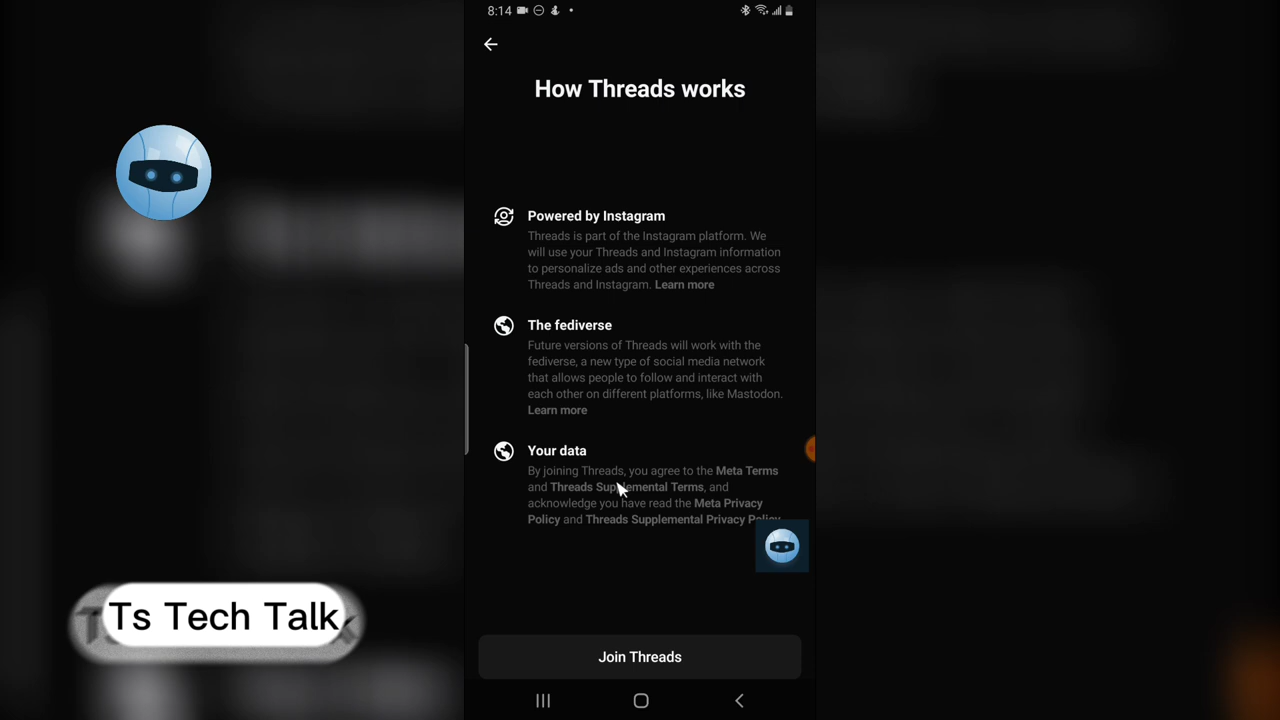 8:14
How Threads works
Powered by Instagram
Threads is part of the Instagram platform. We
will use your Threads and Instagram information
to personalize ads and other experiences across
Threads and Instagram. Learn more
The fediverse
Future versions of Threads will work with the
fediverse, a new type of social media network
that allows people to follow and interact with
each other on different platforms, like Mastodon.
Learn more
Your data
By joining Threads, you agree to the Meta Terms
and Threads Supplemental Terms, and
acknowledge you have read the Meta Privacy
Policy and Threads Supplemental Privacy Policy
Ts Tech Talk
Join Threads